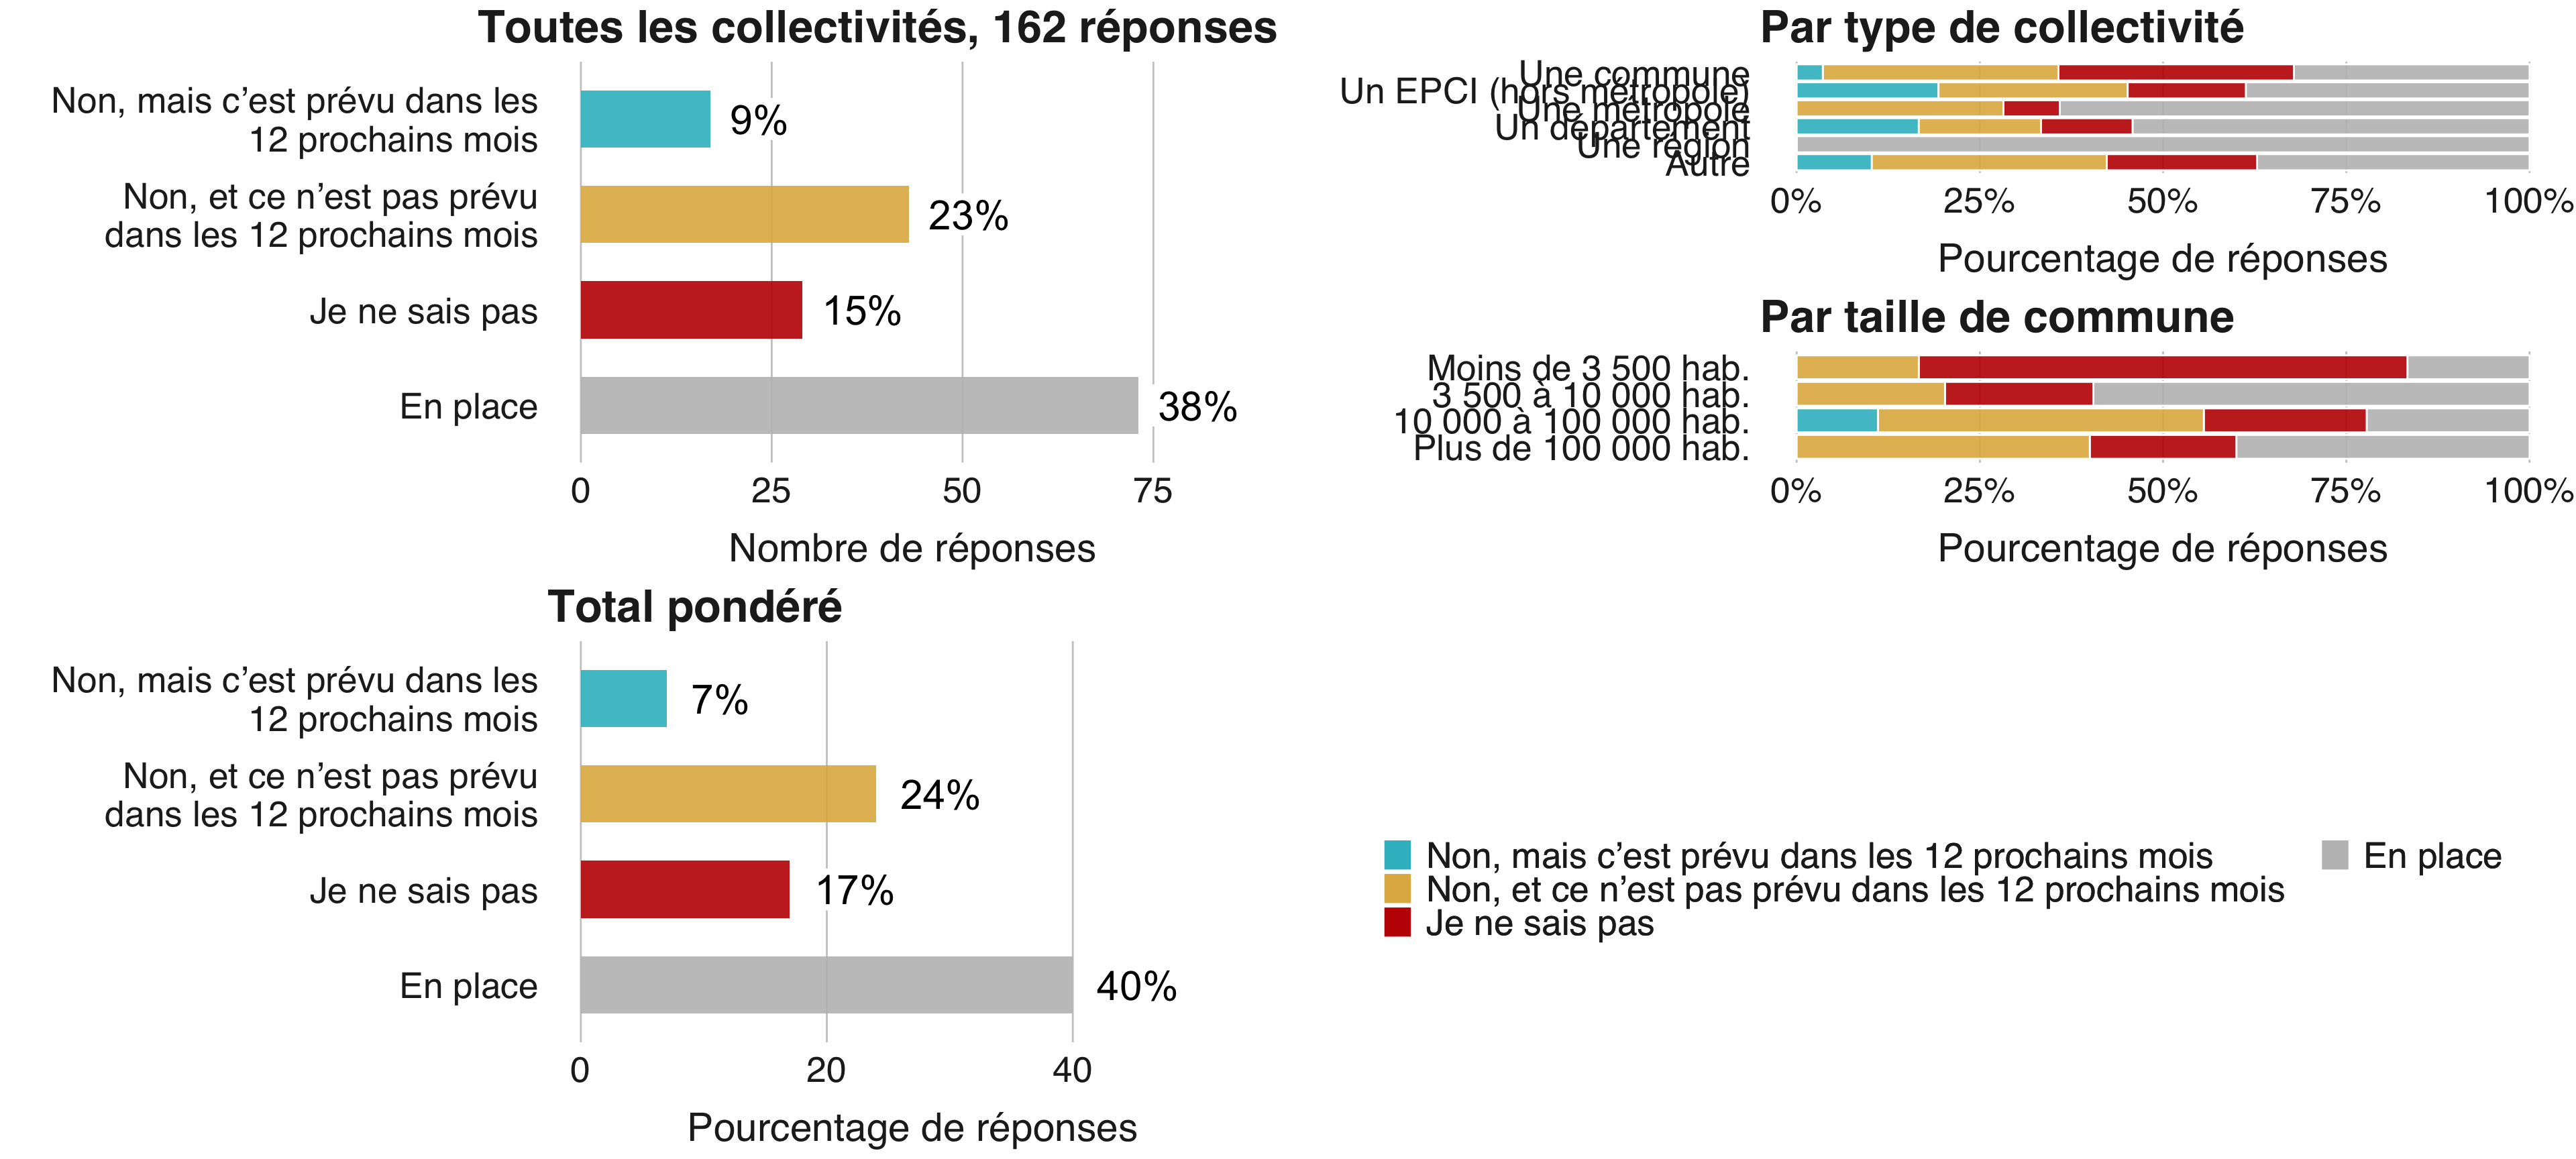 Toutes les collectivités, 162 réponses
Non, mais c’est prévu dans les
12 prochains mois
9%
Non, et ce n’est pas prévu
dans les 12 prochains mois
23%
Je ne sais pas
15%
En place
38%
0 25 50 75
Nombre de réponses
Total pondéré
Non, mais c’est prévu dans les
12 prochains mois
7%
Non, et ce n’est pas prévu
dans les 12 prochains mois
24%
Je ne sais pas
17%
En place
40%
0 20 40
Pourcentage de réponses
Par type de collectivité
Une commune
Un EPCI (hors métropole)
Une métropole
Un département
Une région
Autre
0% 25% 50% 75% 100%
Pourcentage de réponses
Par taille de commune
Moins de 3 500 hab.
3 500 à 10 000 hab.
10 000 à 100 000 hab.
Plus de 100 000 hab.
0% 25% 50% 75% 100%
Pourcentage de réponses
Non, mais c’est prévu dans les 12 prochains mois
Non, et ce n’est pas prévu dans les 12 prochains mois
Je ne sais pas
En place